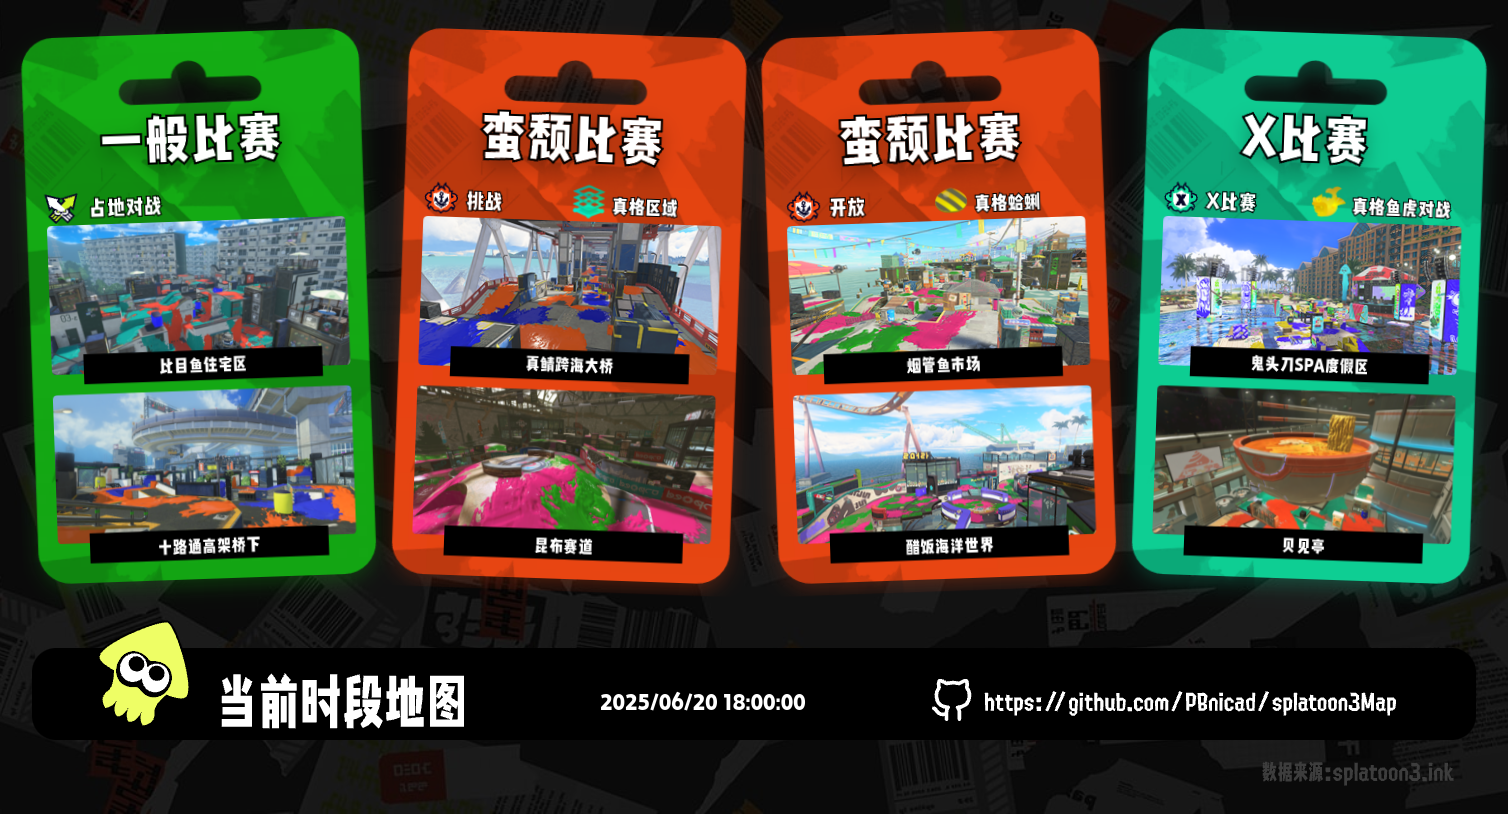 一般比赛
占地对战
比目鱼住宅区
十路通高架桥下
蛮颓比赛
挑战
真格区域
真鲭跨海大桥
昆布赛道
蛮颓比赛
开放
真格蛤蜊
烟管鱼市场
醋饭海洋世界
X比赛
X比赛
真格鱼虎对战
鬼头刀SPA度假区
贝见亭
当前时段地图
2025/06/20 18:00:00
https://github.com/PBnicad/splatoon3Map
数据来源:splatoon3.ink